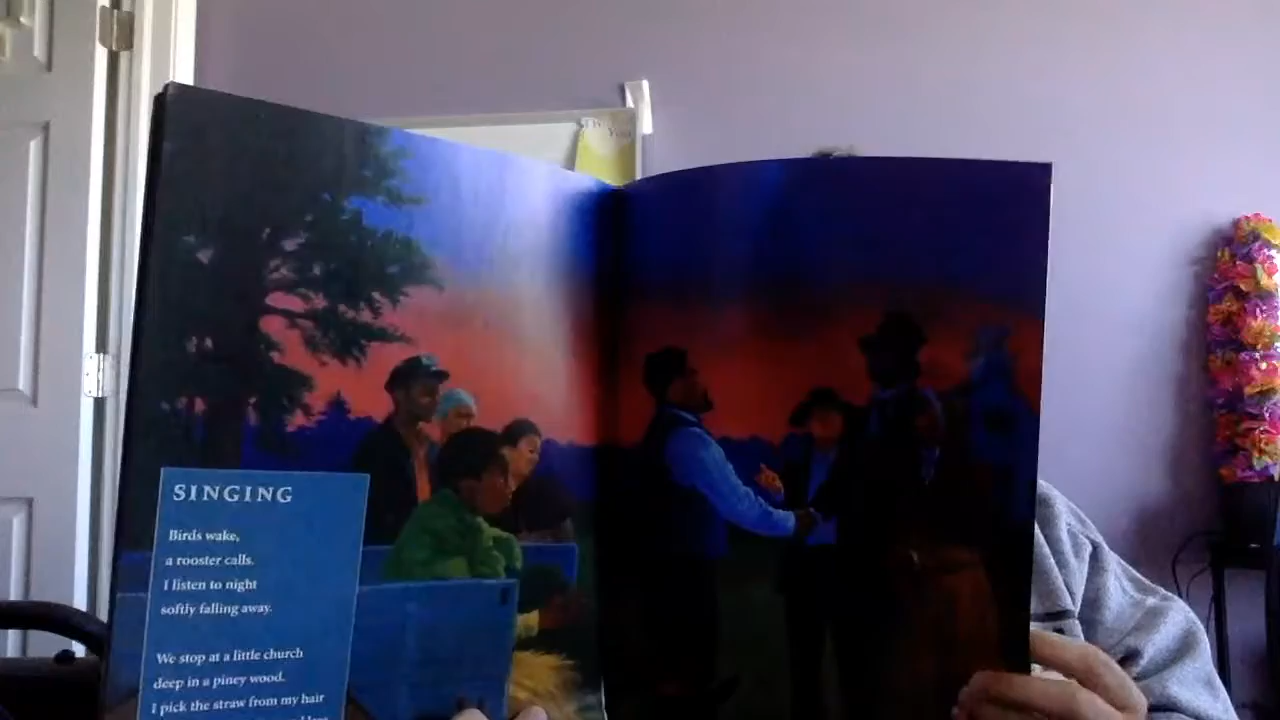 SINGING
Birds wake,
a rooster calls.
I listen to night
softly falling away.
We stop at a little church
deep in a piney wood.
I pick the straw from my hair